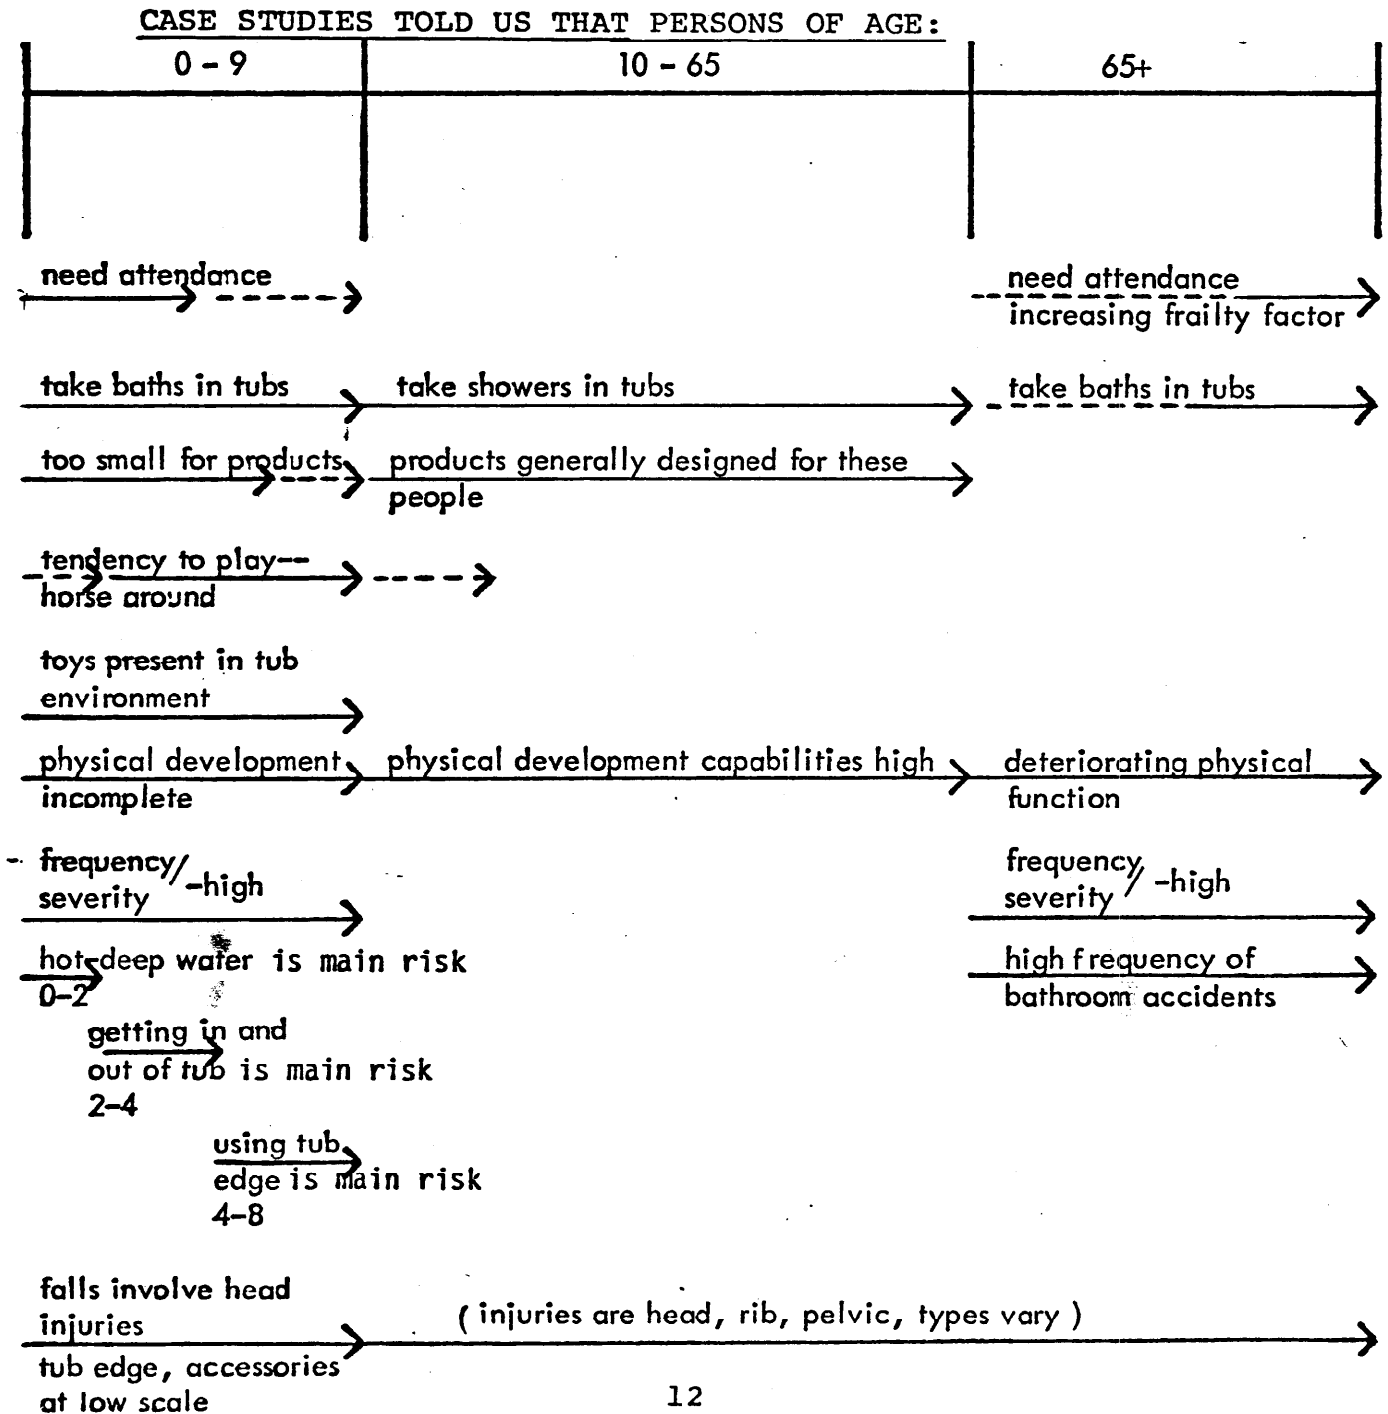 CASE STUDIES TOLD US THAT PERSONS OF AGE:
0 - 9
10 - 65
65+
need attendance
need attendance
increasing frailty factor
take baths in tubs
take showers in tubs
take baths in tubs
too small for products
products generally designed for these
people
tendency to play--
horse around
toys present in tub
environment
physical development
incomplete
physical development capabilities high
deteriorating physical
function
frequency/
severity
-high
frequency/
severity
-high
hot-deep water is main risk
0-2
high frequency of
bathroom accidents
getting in and
out of tub is main risk
2-4
using tub
edge is main risk
4-8
falls involve head
injuries
tub edge, accessories
at low scale
( injuries are head, rib, pelvic, types vary )
12